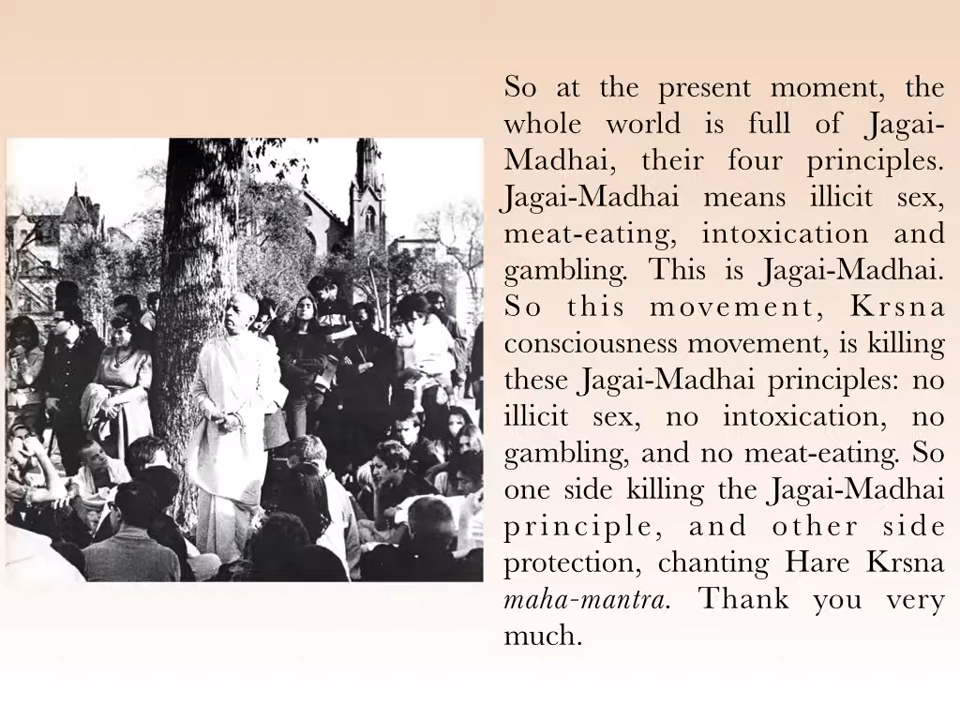 So at the present moment, the
whole world is full of Jagai-
Madhai, their four principles.
Jagai-Madhai means illicit sex,
meat-eating, intoxication and
gambling. This is Jagai-Madhai.
So this movement, Krsna
consciousness movement, is killing
these Jagai-Madhai principles: no
illicit sex, no intoxication, no
gambling, and no meat-eating. So
one side killing the Jagai-Madhai
principle, and other side
protection, chanting Hare Krsna
maha-mantra. Thank you very
much.